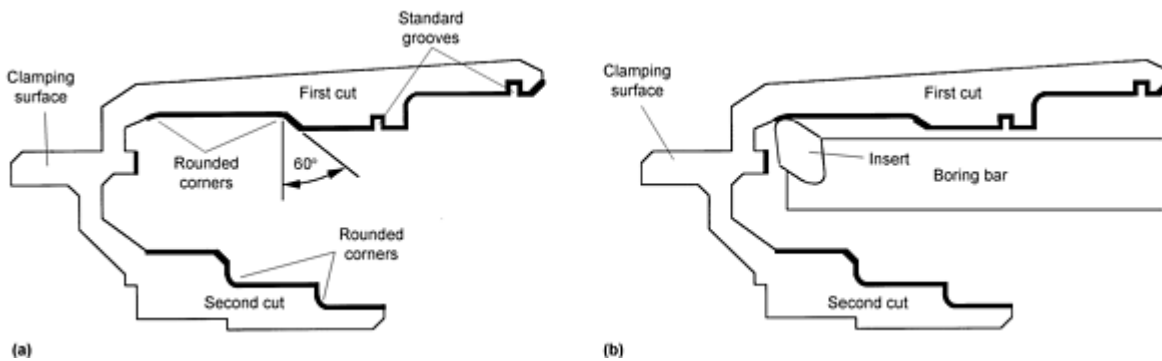 Standard
grooves
Clamping
surface
First cut
Rounded
corners
60°
Rounded
corners
Second cut
(a)
Clamping
surface
First cut
Insert
Boring bar
Second cut
(b)